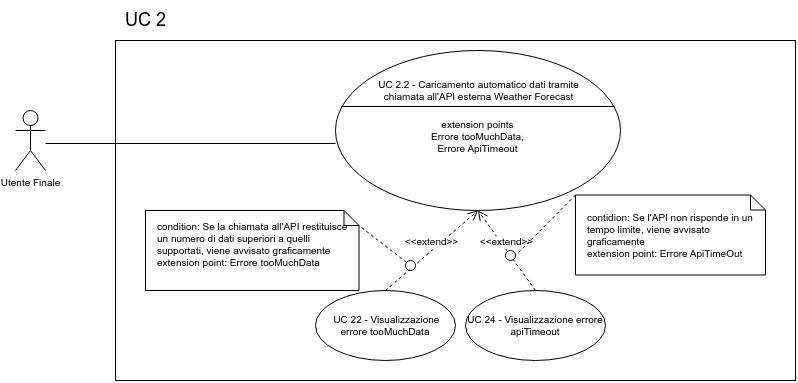 UC 2
UC 2.2 - Caricamento automatico dati tramite
chiamata all'API esterna Weather Forecast
extension points
Errore tooMuchData,
Errore ApiTimeout
Utente Finale
condition: Se la chiamata all'API restituisce
un numero di dati superiori a quelli
supportati, viene avvisato graficamente
extension point: Errore tooMuchData
<<extend>>
<<extend>>
contidion: Se l'API non risponde in un
tempo limite, viene avvisato
graficamente
extension point: Errore ApiTimeOut
UC 22 - Visualizzazione
errore tooMuchData
UC 24 - Visualizzazione errore
apiTimeout